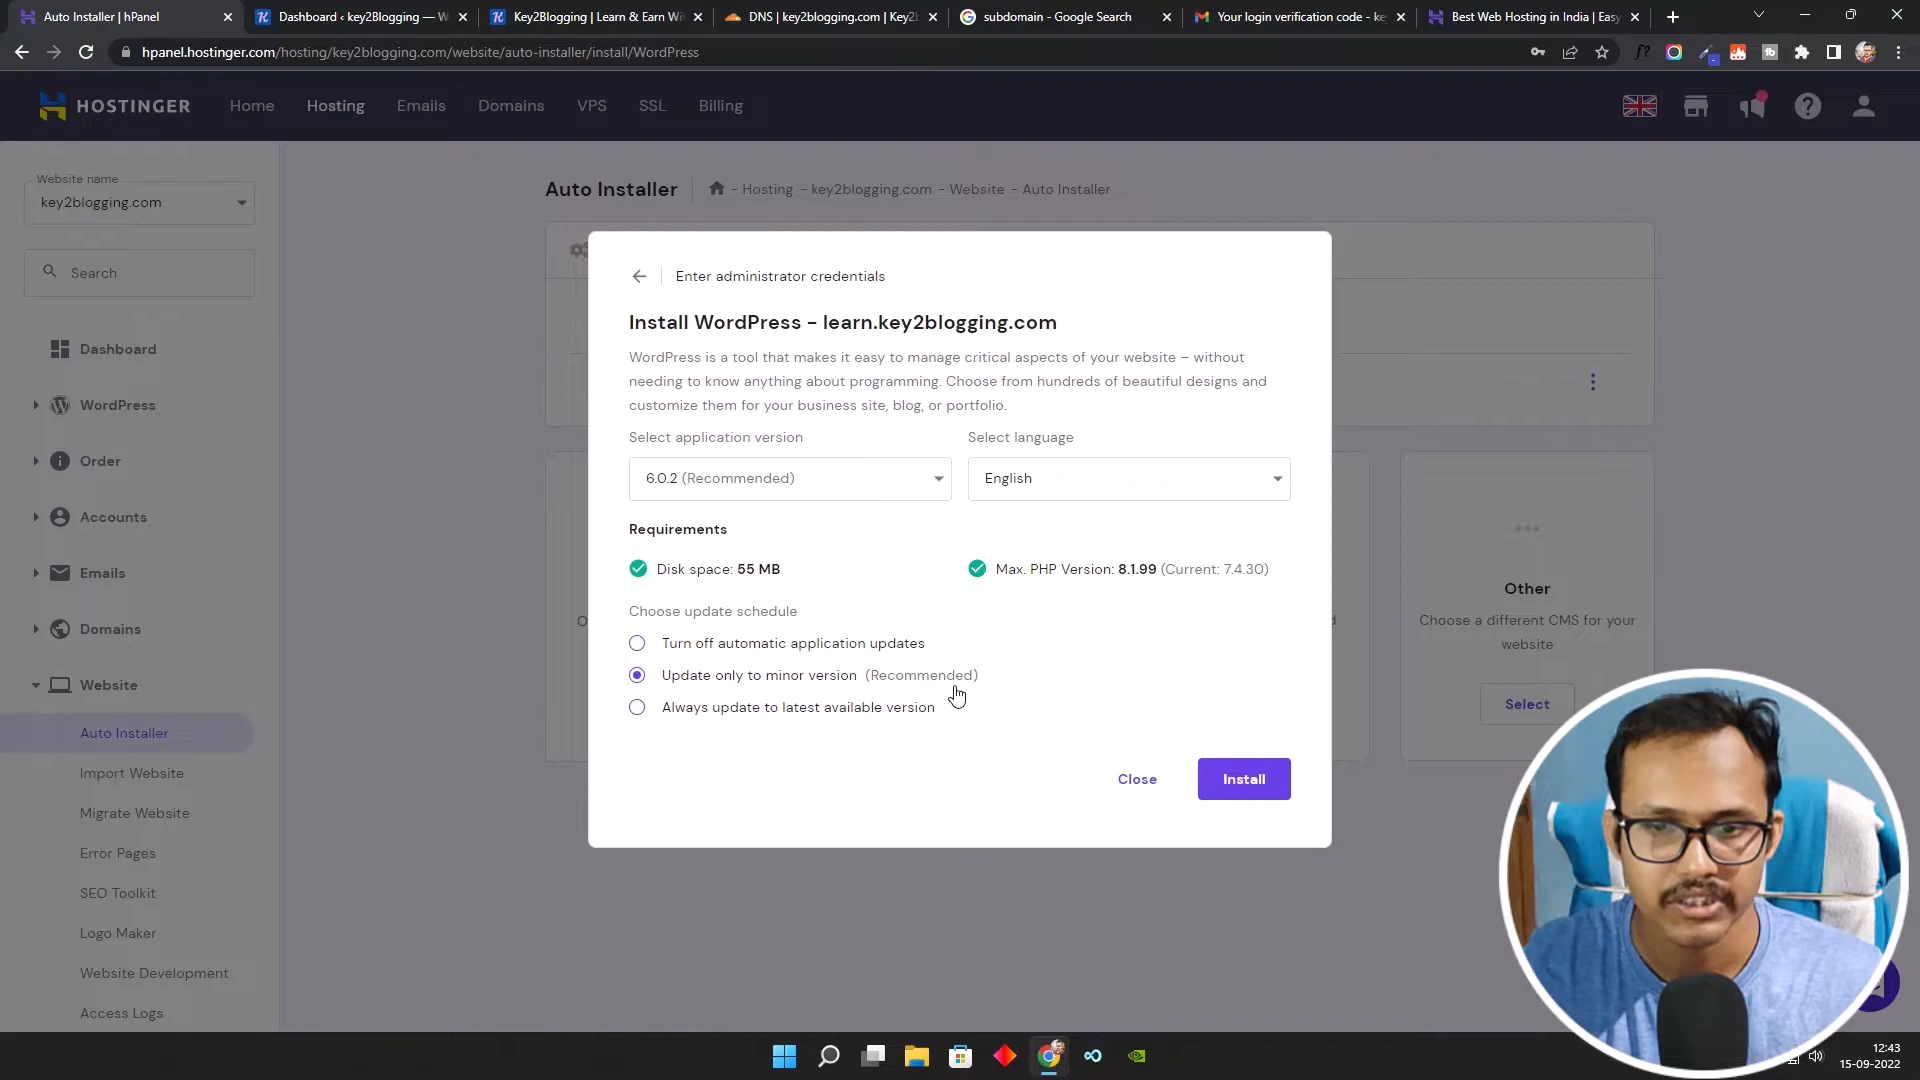 Auto Installer | hPanel
Dashboard ‹ key2Blogging — W
Key2Blogging | Learn & Earn Wi
DNS | key2blogging.com | Key2
subdomain - Google Search
Your login verification code - ke
Best Web Hosting in India | Easy
hpanel.hostinger.com/hosting/key2blogging.com/website/auto-installer/install/WordPress
HOSTINGER
Home
Hosting
Emails
Domains
VPS
SSL
Billing
Website name
key2blogging.com
Search
Dashboard
WordPress
Order
Accounts
Emails
Domains
Website
Auto Installer
Import Website
Migrate Website
Error Pages
SEO Toolkit
Logo Maker
Website Development
Access Logs
Auto Installer
- Hosting - key2blogging.com - Website - Auto Installer
Enter administrator credentials
Install WordPress - learn.key2blogging.com
WordPress is a tool that makes it easy to manage critical aspects of your website – without
needing to know anything about programming. Choose from hundreds of beautiful designs and
customize them for your business site, blog, or portfolio.
Select application version
Select language
6.0.2 (Recommended)
English
Requirements
Disk space: 55 MB
Max. PHP Version: 8.1.99 (Current: 7.4.30)
Choose update schedule
Turn off automatic application updates
Update only to minor version (Recommended)
Always update to latest available version
Close
Install
Other
Choose a different CMS for your
website
Select
12:43
15-09-2022